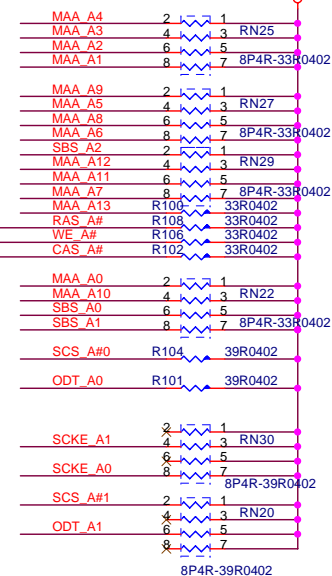 MAA_A4 2 1
MAA_A3 4 3 RN25
MAA_A2 6 5
MAA_A1 8 7 8P4R-33R0402
MAA_A9 2 1
MAA_A5 4 3 RN27
MAA_A8 6 5
MAA_A6 8 7 8P4R-33R0402
SBS_A2 2 1
MAA_A12 4 3 RN29
MAA_A11 6 5
MAA_A7 8 7 8P4R-33R0402
MAA_A13 R100 33R0402
RAS_A# R108 33R0402
WE_A# R106 33R0402
CAS_A# R102 33R0402
MAA_A0 2 1
MAA_A10 4 3 RN22
SBS_A0 6 5
SBS_A1 8 7 8P4R-33R0402
SCS_A#0 R104 39R0402
ODT_A0 R101 39R0402
2 1
SCKE_A1 4 3 RN30
6 5
SCKE_A0 8 7
8P4R-39R0402
SCS_A#1 2 1
4 3 RN20
ODT_A1 6 5
8 7
8P4R-39R0402